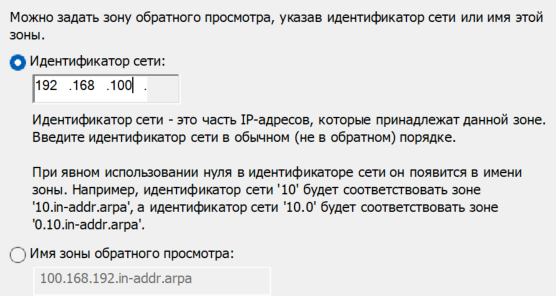 Можно задать зону обратного просмотра, указав идентификатор сети или имя этой
зоны.
Идентификатор сети:
192 .168 .100 .
Идентификатор сети - это часть IP-адресов, которые принадлежат данной зоне.
Введите идентификатор сети в обычном (не в обратном) порядке.
При явном использовании нуля в идентификаторе сети он появится в имени
зоны. Например, идентификатор сети '10' будет соответствовать зоне
'10.in-addr.arpa', а идентификатор сети '10.0' будет соответствовать зоне
'0.10.in-addr.arpa'.
Имя зоны обратного просмотра:
100.168.192.in-addr.arpa